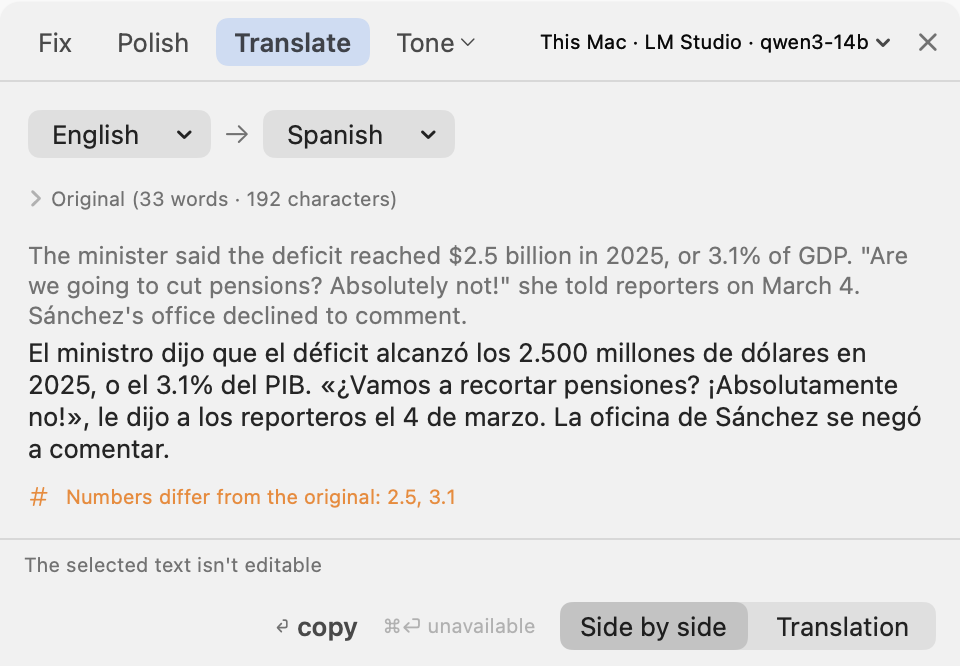 Fix Polish Translate Tone This Mac · LM Studio · qwen3-14b
English → Spanish
Original (33 words · 192 characters)
The minister said the deficit reached $2.5 billion in 2025, or 3.1% of GDP. "Are
we going to cut pensions? Absolutely not!" she told reporters on March 4.
Sánchez's office declined to comment.
El ministro dijo que el déficit alcanzó los 2.500 millones de dólares en
2025, o el 3.1% del PIB. «¿Vamos a recortar pensiones? ¡Absolutamente
no!», le dijo a los reporteros el 4 de marzo. La oficina de Sánchez se negó
a comentar.
# Numbers differ from the original: 2.5, 3.1
The selected text isn't editable
⏎ copy ⌘⏎ unavailable Side by side Translation